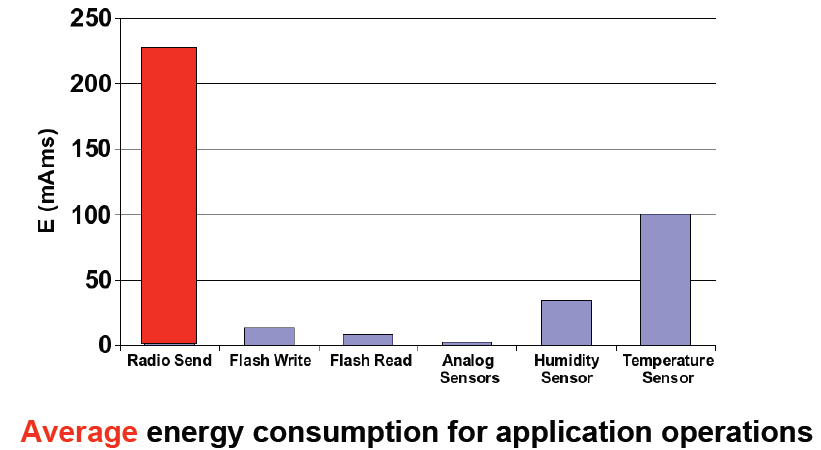 250
200
150
100
50
0
E (mAms)
Radio Send
Flash Write
Flash Read
Analog
Sensors
Humidity
Sensor
Temperature
Sensor
Average energy consumption for application operations